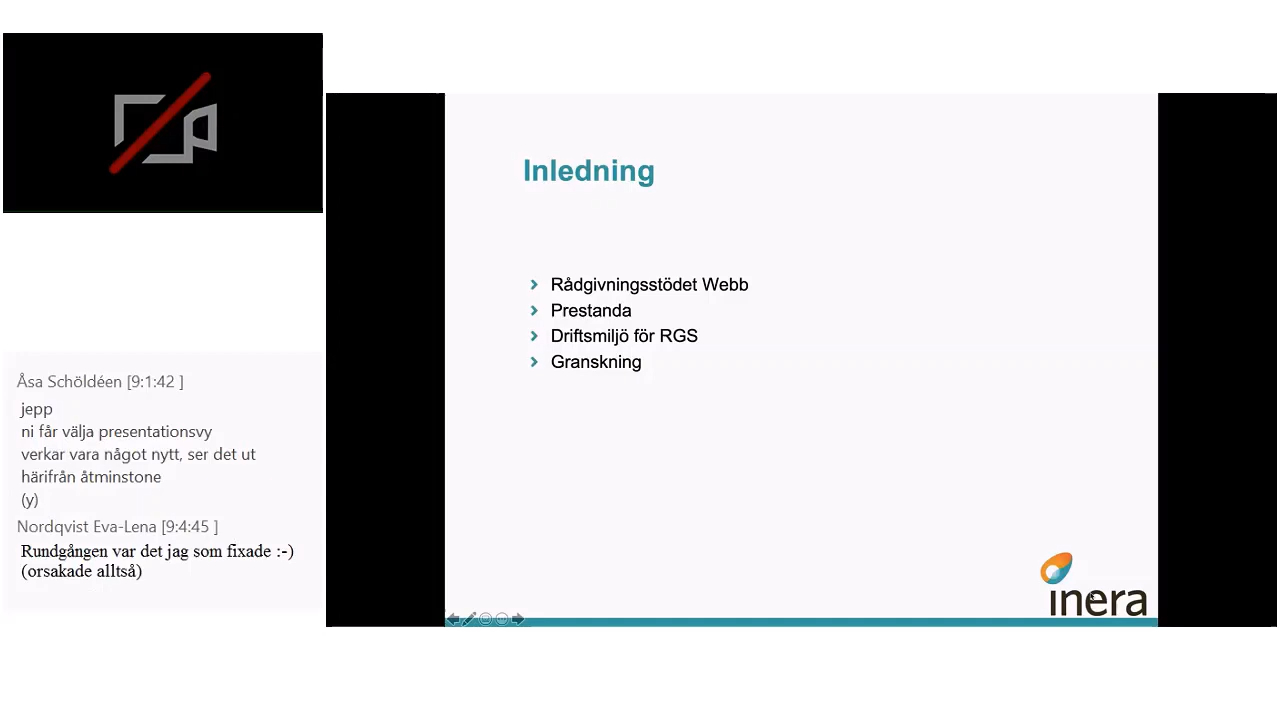 Inledning
Rådgivningsstödet Webb
Prestanda
Driftsmiljö för RGS
Granskning
inera
Åsa Schöldéen [9:1:42 ]
jepp
ni får välja presentationsvy
verkar vara något nytt, ser det ut
härifrån åtminstone
(y)
Nordqvist Eva-Lena [9:4:45 ]
Rundgången var det jag som fixade :-)
(orsakade alltså)